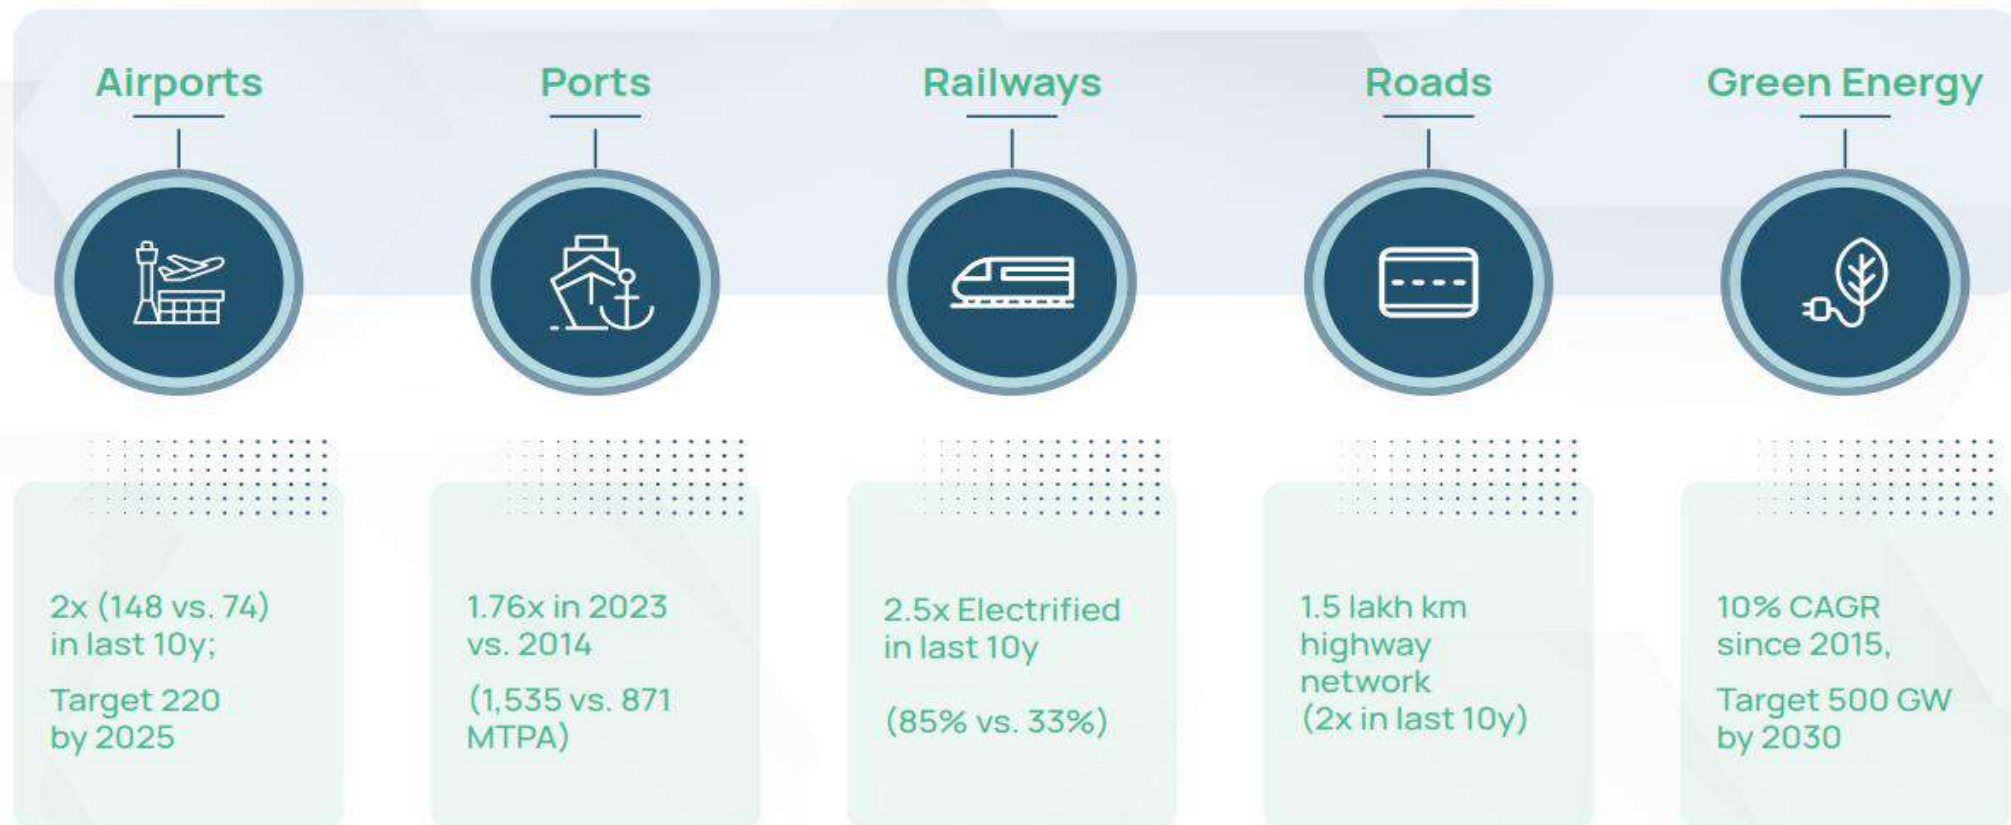 Airports
2x (148 vs. 74)
in last 10y;
Target 220
by 2025
Ports
1.76x in 2023
vs. 2014
(1,535 vs. 871
MTPA)
Railways
2.5x Electrified
in last 10y
(85% vs. 33%)
Roads
1.5 lakh km
highway
network
(2x in last 10y)
Green Energy
10% CAGR
since 2015,
Target 500 GW
by 2030